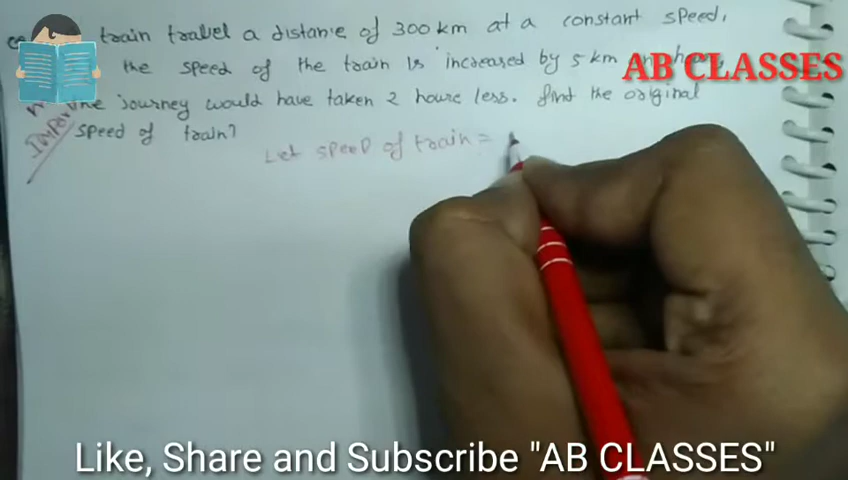 train travel a distance of 300 km at a constant speed.
the speed of the train is increased by 5 km
AB CLASSES
the journey would have taken 2 hours less. find the original
speed of train?
Let speed of train =
Like, Share and Subscribe "AB CLASSES"